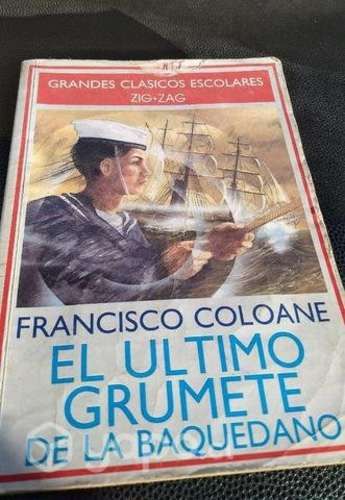 GRANDES CLASICOS ESCOLARES
ZIG-ZAG
FRANCISCO COLOANE
EL ULTIMO
GRUMETE
DE LA BAQUEDANO